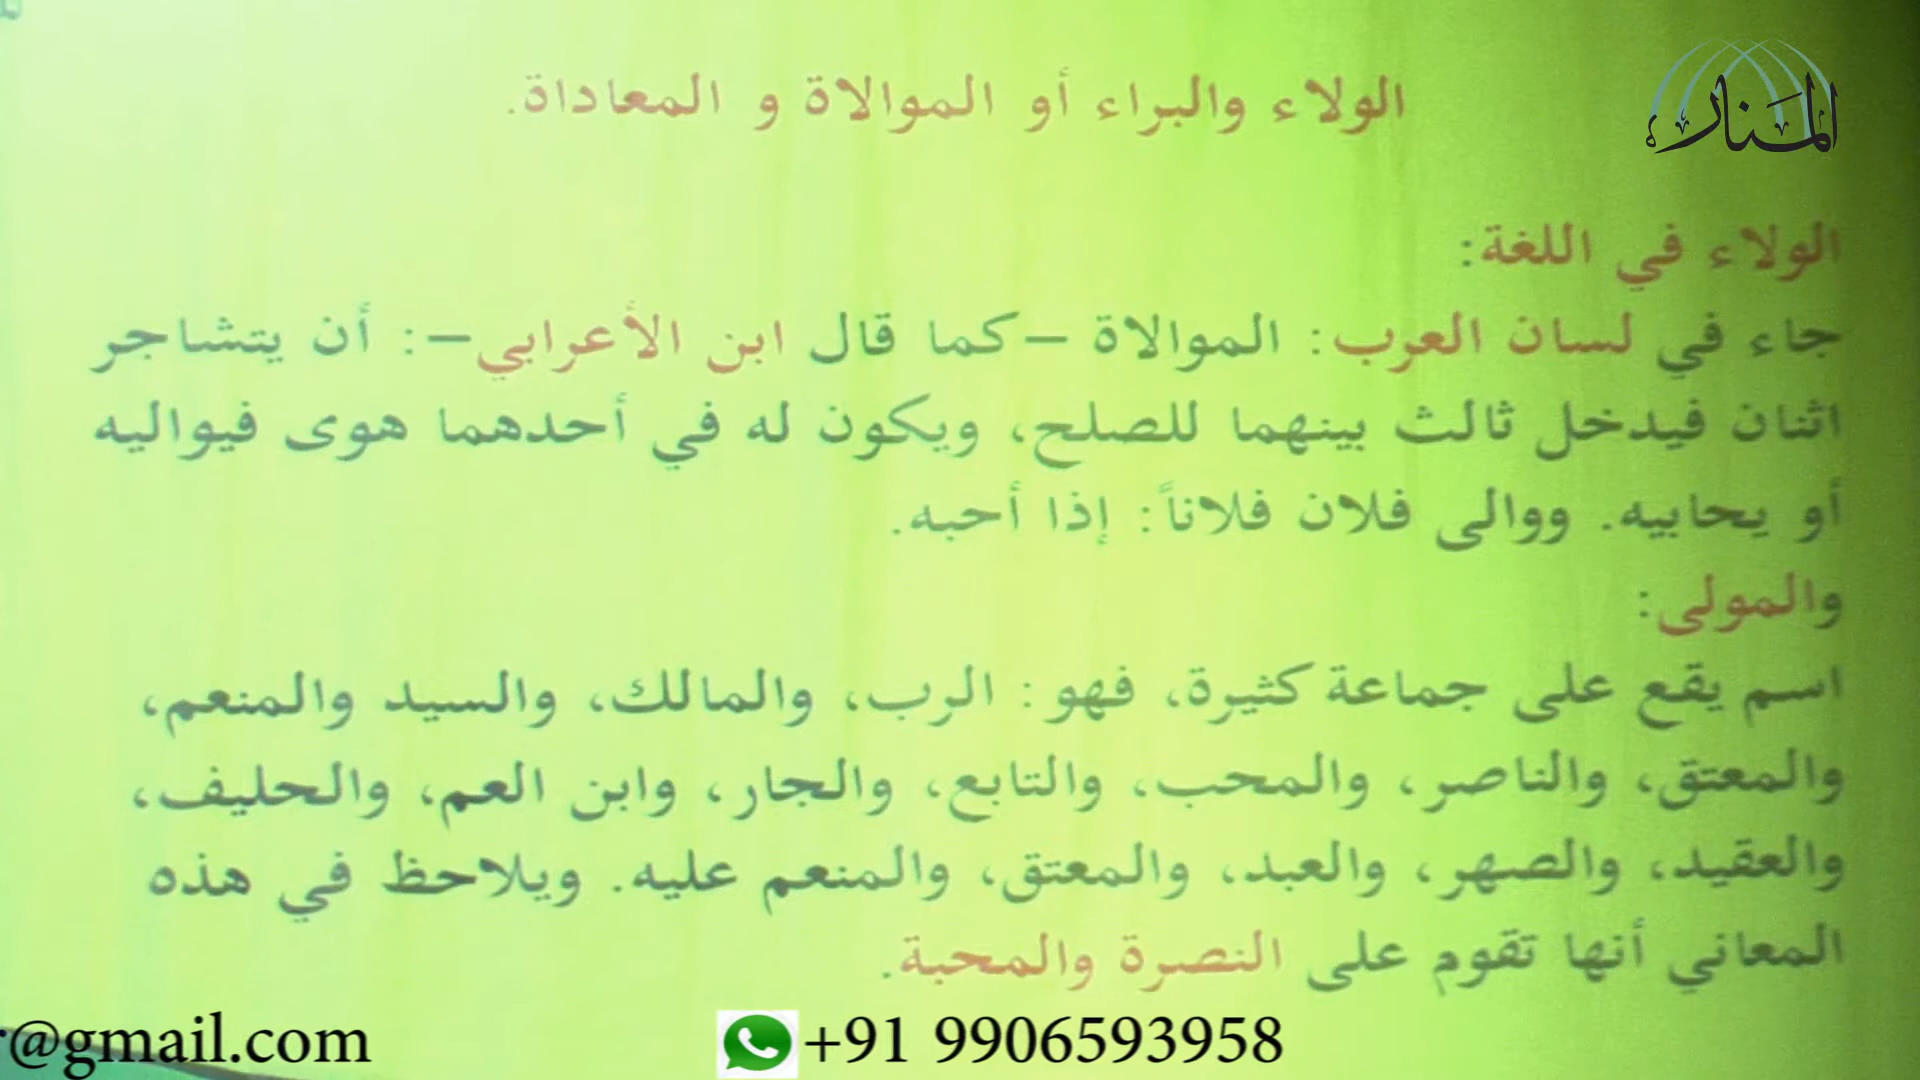 المنار
الولاء والبراء أو الموالاة و المعاداة.
الولاء في اللغة:
جاء في لسان العرب: الموالاة –كما قال ابن الأعرابي–: أن يتشاجر
اثنان فيدخل ثالث بينهما للصلح، ويكون له في أحدهما هوى فيواليه
أو يحابيه. ووالى فلان فلاناً: إذا أحبه.
والمولى:
اسم يقع على جماعة كثيرة، فهو: الرب، والمالك، والسيد والمنعم،
والمعتق، والناصر، والمحب، والتابع، والجار، وابن العم، والحليف،
والعقيد، والصهر، والعبد، والمعتق، والمنعم عليه. ويلاحظ في هذه
المعاني أنها تقوم على النصرة والمحبة.
@gmail.com +91 9906593958